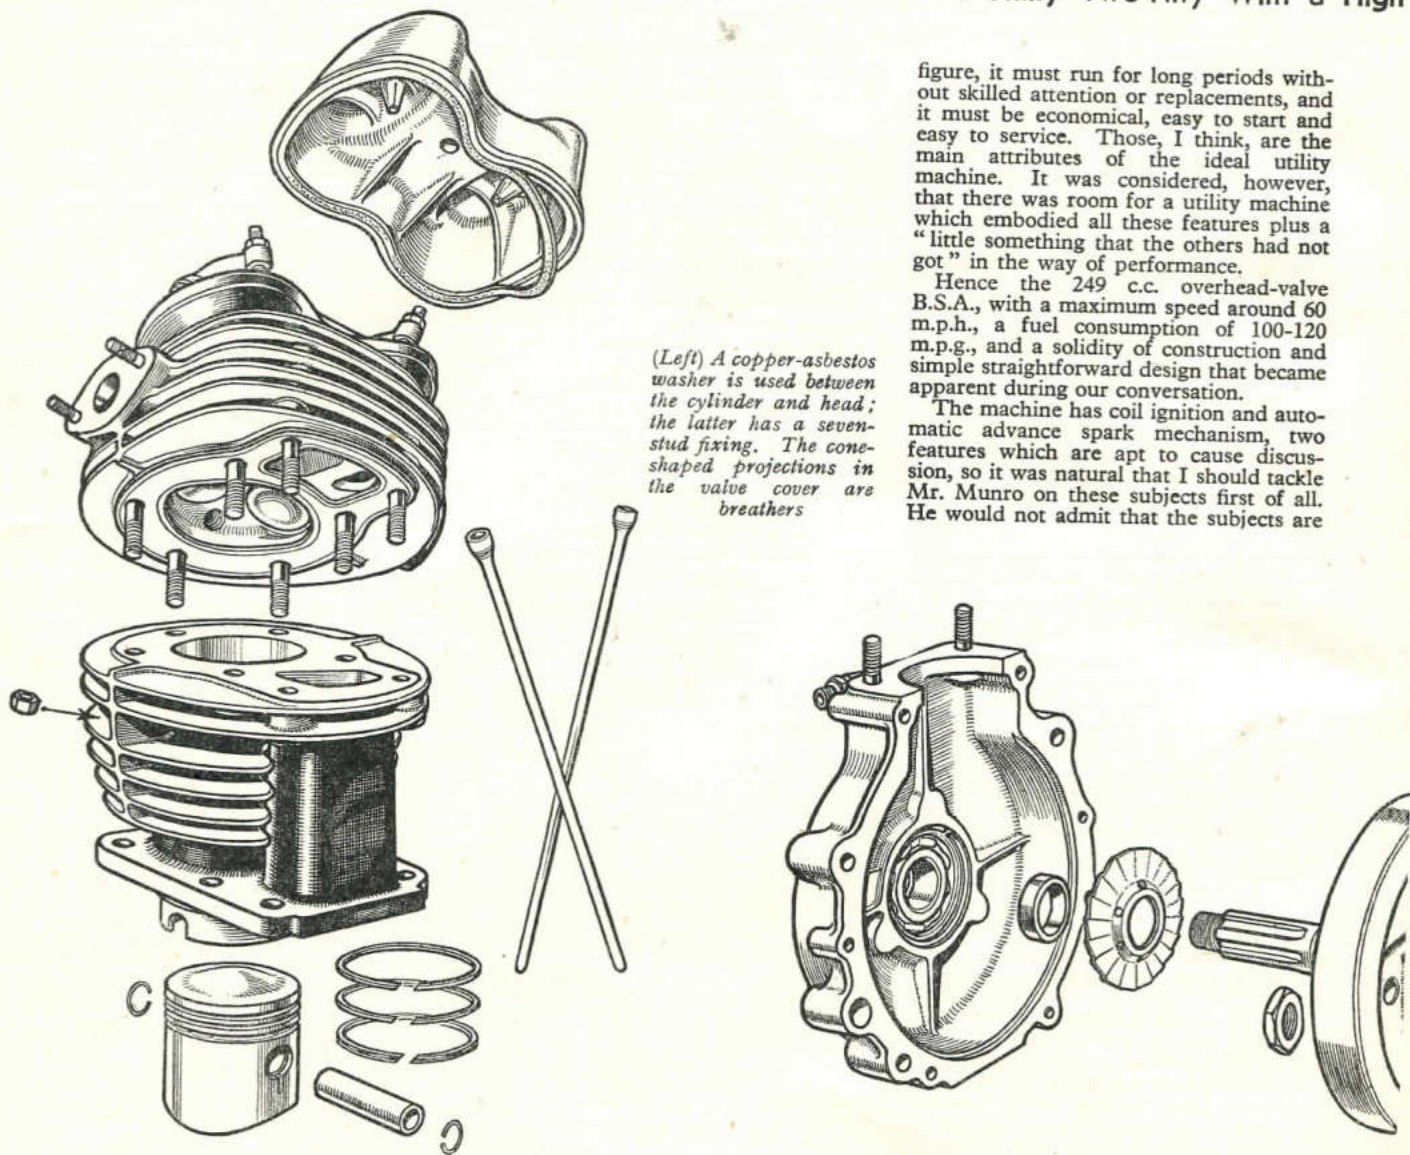 Two-Fifty With a High
figure, it must run for long periods with-
out skilled attention or replacements, and
it must be economical, easy to start and
easy to service. Those, I think, are the
main attributes of the ideal utility
machine. It was considered, however,
that there was room for a utility machine
which embodied all these features plus a
“ little something that the others had not
got ” in the way of performance.
Hence the 249 c.c. overhead-valve
B.S.A., with a maximum speed around 60
m.p.h., a fuel consumption of 100-120
m.p.g., and a solidity of construction and
simple straightforward design that became
apparent during our conversation.
The machine has coil ignition and auto-
matic advance spark mechanism, two
features which are apt to cause discus-
sion, so it was natural that I should tackle
Mr. Munro on these subjects first of all.
He would not admit that the subjects are
(Left) A copper-asbestos
washer is used between
the cylinder and head;
the latter has a seven-
stud fixing. The cone-
shaped projections in
the valve cover are
breathers